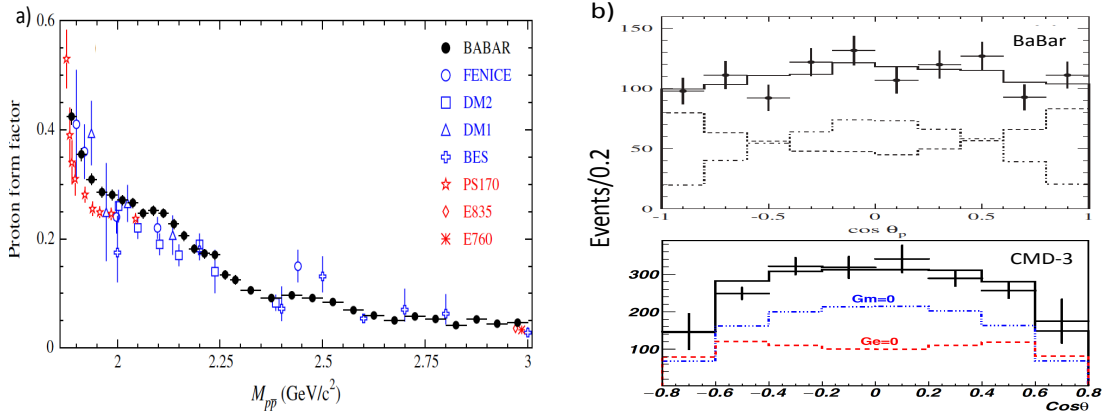 a)
Proton form factor
0.6
0.4
0.2
0
BABAR
FENICE
DM2
DM1
BES
PS170
E835
E760
2
2.25
2.5
2.75
3
M_{pp̅} (GeV/c²)
b)
Events/0.2
BaBar
150
100
50
0
-1
-0.5
0
0.5
1
cos θ_p
CMD-3
300
200
100
Gm=0
Ge=0
-0.8
-0.6
-0.4
-0.2
0
0.2
0.4
0.6
0.8
Cosθ